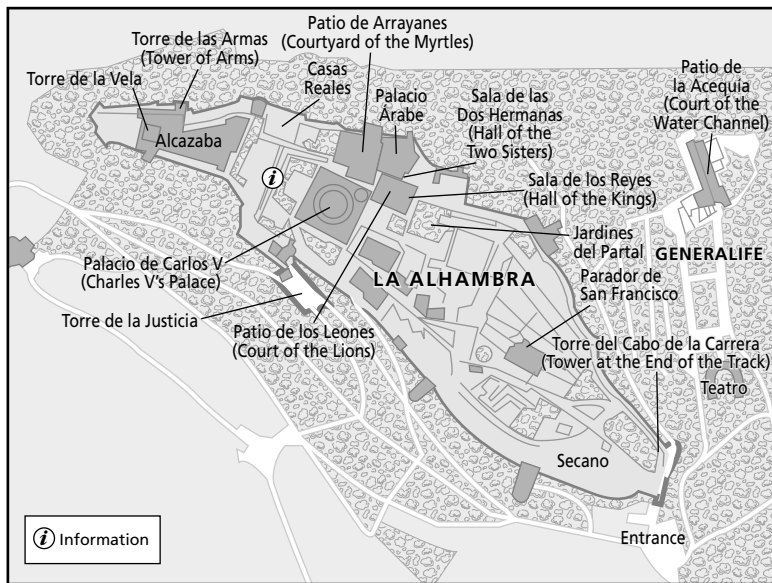 Patio de Arrayanes
(Courtyard of the Myrtles)
Torre de las Armas
(Tower of Arms)
Torre de la Vela
Casas
Reales
Palacio
Árabe
Sala de las
Dos Hermanas
(Hall of the
Two Sisters)
Patio de
la Acequía
(Court of the
Water Channel)
Alcazaba
i
Sala de los Reyes
(Hall of the Kings)
Jardines
del Partal
GENERALIFE
Palacio de Carlos V
(Charles V's Palace)
LA ALHAMBRA
Parador de
San Francisco
Torre de la Justicia
Patio de los Leones
(Court of the Lions)
Torre del Cabo de la Carrera
(Tower at the End of the Track)
Teatro
Secano
Entrance
i Information